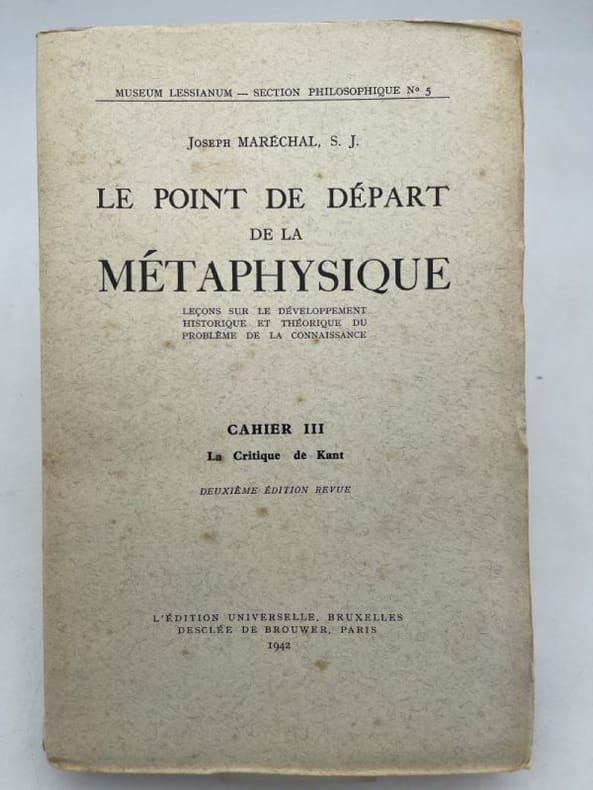 MUSEUM LESSIANUM — SECTION PHILOSOPHIQUE Nº 5
JOSEPH MARÉCHAL, S. J.
LE POINT DE DÉPART
DE LA
MÉTAPHYSIQUE
LEÇONS SUR LE DÉVELOPPEMENT
HISTORIQUE ET THÉORIQUE DU
PROBLÈME DE LA CONNAISSANCE
CAHIER III
La Critique de Kant
DEUXIÈME ÉDITION REVUE
L'ÉDITION UNIVERSELLE, BRUXELLES
DESCLÉE DE BROUWER, PARIS
1942